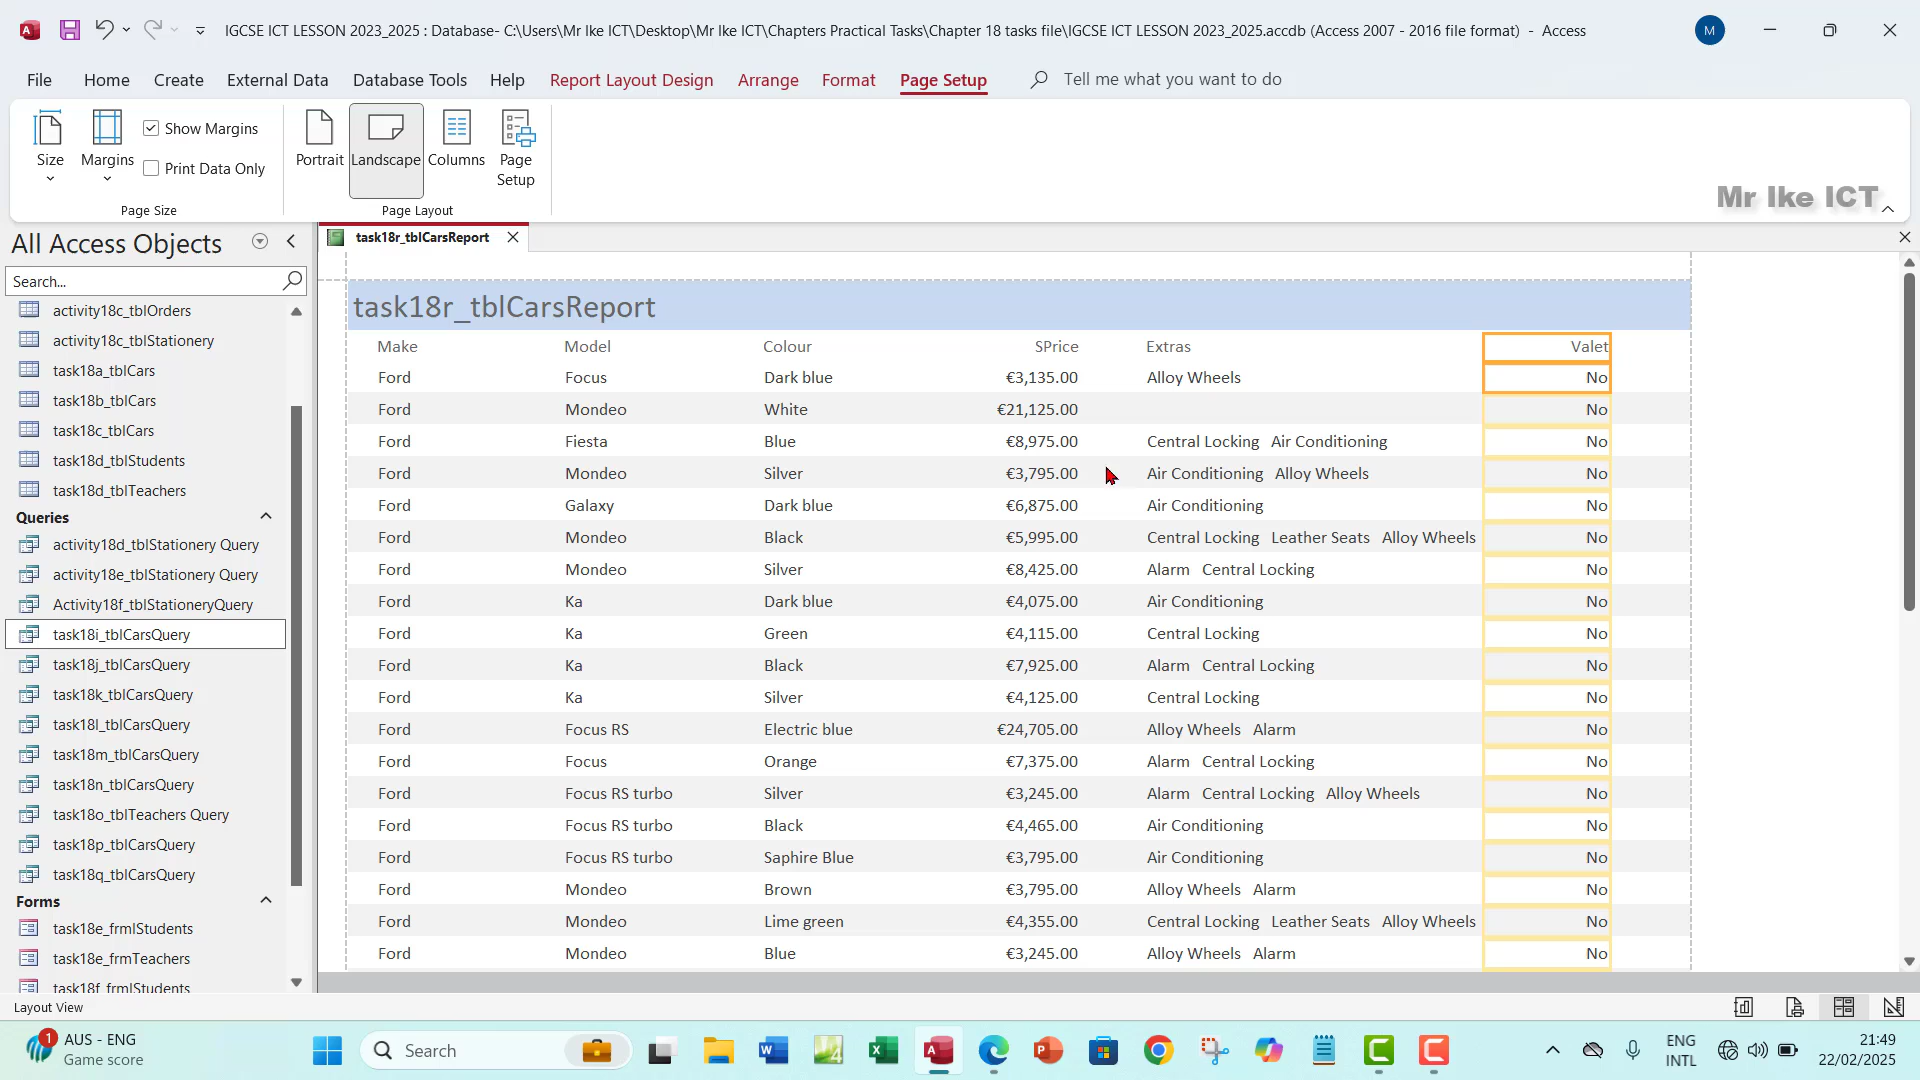 IGCSE ICT LESSON 2023_2025 : Database- C:\Users\Mr Ike ICT\Desktop\Mr Ike ICT\Chapters Practical Tasks\Chapter 18 tasks file\IGCSE ICT LESSON 2023_2025.accdb (Access 2007 - 2016 file format) - Access
M
File Home Create External Data Database Tools Help Report Layout Design Arrange Format Page Setup Tell me what you want to do
Size Margins Show Margins Print Data Only Portrait Landscape Columns Page Setup
Page Size Page Layout
Mr Ike ICT
All Access Objects
Search...
activity18c_tblOrders
activity18c_tblStationery
task18a_tblCars
task18b_tblCars
task18c_tblCars
task18d_tblStudents
task18d_tblTeachers
Queries
activity18d_tblStationery Query
activity18e_tblStationery Query
Activity18f_tblStationeryQuery
task18i_tblCarsQuery
task18j_tblCarsQuery
task18k_tblCarsQuery
task18l_tblCarsQuery
task18m_tblCarsQuery
task18n_tblCarsQuery
task18o_tblTeachers Query
task18p_tblCarsQuery
task18q_tblCarsQuery
Forms
task18e_frmlStudents
task18e_frmTeachers
task18f_frmlStudents
task18r_tblCarsReport
task18r_tblCarsReport
Make Model Colour SPrice Extras Valet
Ford Focus Dark blue €3,135.00 Alloy Wheels No
Ford Mondeo White €21,125.00 No
Ford Fiesta Blue €8,975.00 Central Locking Air Conditioning No
Ford Mondeo Silver €3,795.00 Air Conditioning Alloy Wheels No
Ford Galaxy Dark blue €6,875.00 Air Conditioning No
Ford Mondeo Black €5,995.00 Central Locking Leather Seats Alloy Wheels No
Ford Mondeo Silver €8,425.00 Alarm Central Locking No
Ford Ka Dark blue €4,075.00 Air Conditioning No
Ford Ka Green €4,115.00 Central Locking No
Ford Ka Black €7,925.00 Alarm Central Locking No
Ford Ka Silver €4,125.00 Central Locking No
Ford Focus RS Electric blue €24,705.00 Alloy Wheels Alarm No
Ford Focus Orange €7,375.00 Alarm Central Locking No
Ford Focus RS turbo Silver €3,245.00 Alarm Central Locking Alloy Wheels No
Ford Focus RS turbo Black €4,465.00 Air Conditioning No
Ford Focus RS turbo Saphire Blue €3,795.00 Air Conditioning No
Ford Mondeo Brown €3,795.00 Alloy Wheels Alarm No
Ford Mondeo Lime green €4,355.00 Central Locking Leather Seats Alloy Wheels No
Ford Mondeo Blue €3,245.00 Alloy Wheels Alarm No
Layout View
1 AUS - ENG
Game score
Search
ENG
INTL
21:49
22/02/2025